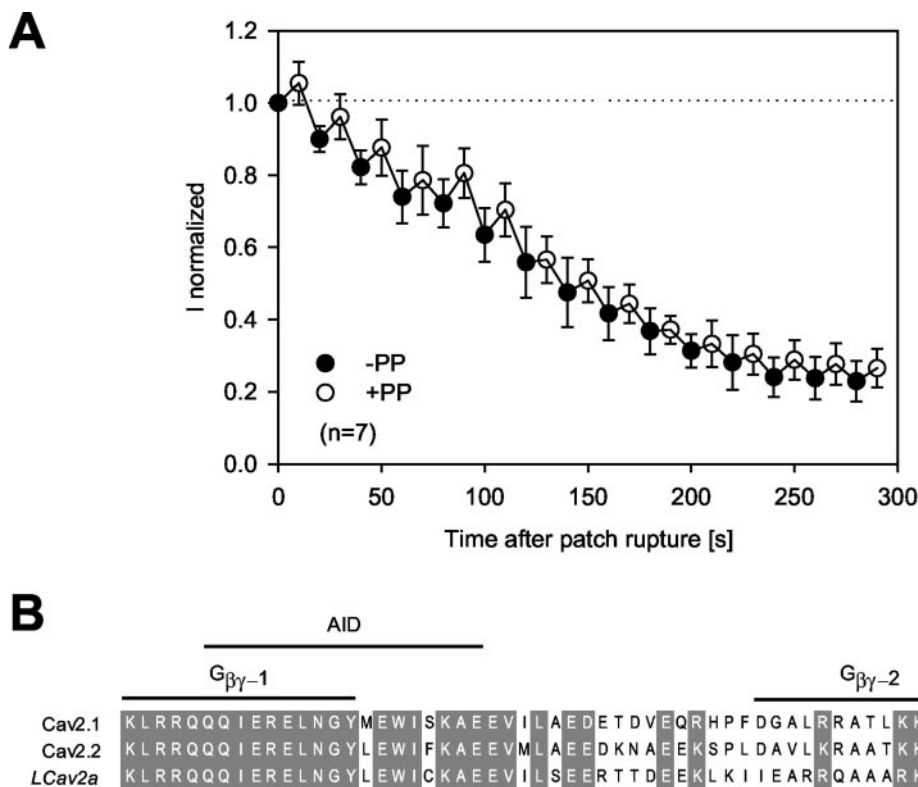 A
1.2
1.0
0.8
0.6
0.4
0.2
0.0
I normalized
-PP
+PP
(n=7)
0 50 100 150 200 250 300
Time after patch rupture [s]
B
AID
Gβγ–1 Gβγ–2
Cav2.1 KLRRQQQIERELNGYMEWISKAEEVILAEDETDVEQRHPFDGALRRATLKK
Cav2.2 KLRRQQQIERELNGYLEWIFKAEEVMLAEEDKNAEEKSPLDAVLKRAATKK
LCav2a KLRRQQQIERELNGYLEWICKAEEVILSEERTTDEEKLKIIEARRQAAARK